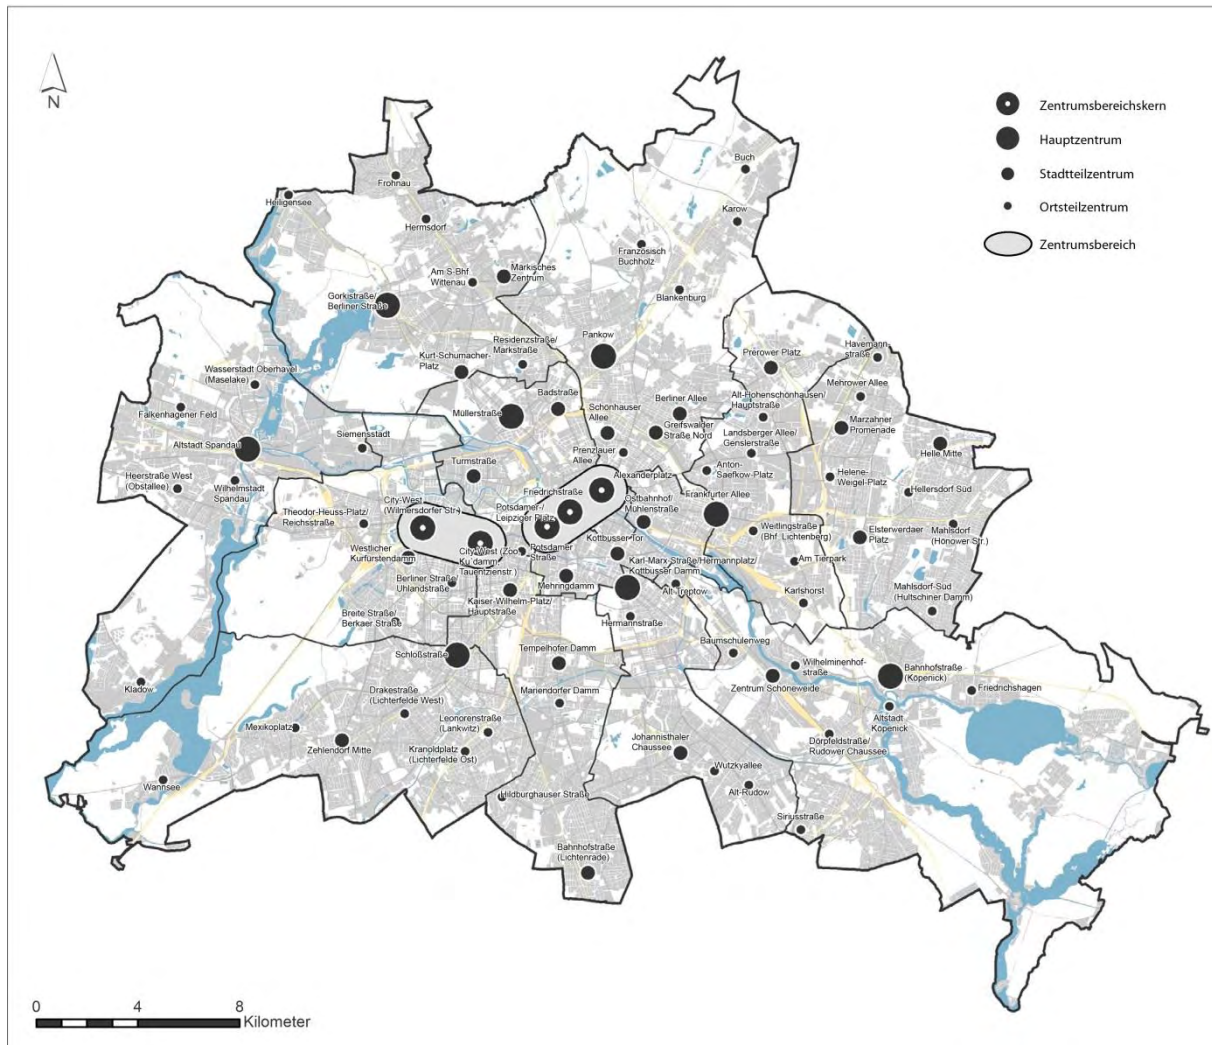 N
Zentrumsbereichskern
Hauptzentrum
Stadtteilzentrum
Ortsteilzentrum
Zentrumsbereich
Buch
Frohnau
Heiligensee
Karow
Hermsdorf
Französisch
Buchholz
Am S-Bhf
Wittenau
Märkisches
Zentrum
Blankenburg
Gorkistraße/
Berliner Straße
Pankow
Residenzstraße/
Markstraße
Kurt-Schumacher-
Platz
Prerower Platz
Havemann-
straße
Wasserstadt Oberhavel
(Maselake)
Mehrower Allee
Badstraße
Berliner Allee
Alt-Hohenschönhausen/
Hauptstraße
Falkenhagener Feld
Müllerstraße
Schönhauser
Allee
Greifswalder
Straße Nord
Marzahner
Promenade
Landsberger Allee/
Genslerstraße
Siemensstadt
Altstadt Spandau
Helle Mitte
Prenzlauer
Allee
Turmstraße
Anton-
Saefkow-Platz
Heerstraße West
(Obstallee)
Wilhelmstadt
Spandau
Alexanderplatz
Helene-
Weigel-Platz
Friedrichstraße
Hellersdorf Süd
City-West
(Wilmersdorfer Str.)
Potsdamer-/
Leipziger Platz
Ostbahnhof/
Mühlenstraße
Frankfurter Allee
Theodor-Heuss-Platz/
Reichsstraße
Weitlingstraße
(Bhf. Lichtenberg)
Elsterwerdaer
Platz
Mahlsdorf
(Hönower Str.)
Kottbusser Tor
Westlicher
Kurfürstendamm
City West (Zoo,
Ku´damm,
Tauentzienstr.)
Potsdamer
Straße
Karl-Marx-Straße/Hermannplatz/
Kottbusser Damm
Am Tierpark
Berliner Straße/
Uhlandstraße
Mehringdamm
Alt-Treptow
Mahlsdorf-Süd
(Hultschiner Damm)
Kaiser-Wilhelm-Platz/
Hauptstraße
Karlshorst
Breite Straße/
Berkaer Straße
Hermannstraße
Schloßstraße
Tempelhofer Damm
Baumschulenweg
Wilhelminenhof-
straße
Bahnhofstraße
(Köpenick)
Zentrum Schöneweide
Friedrichshagen
Kladow
Drakestraße
(Lichterfelde West)
Mariendorfer Damm
Altstadt
Köpenick
Mexikoplatz
Leonorenstraße
(Lankwitz)
Zehlendorf Mitte
Kranoldplatz
(Lichterfelde Ost)
Johannisthaler
Chaussee
Dörpfeldstraße/
Rudower Chaussee
Wutzkyallee
Wannsee
Alt-Rudow
Hildburghauser Straße
Siriusstraße
Bahnhofstraße
(Lichtenrade)
0 4 8
Kilometer